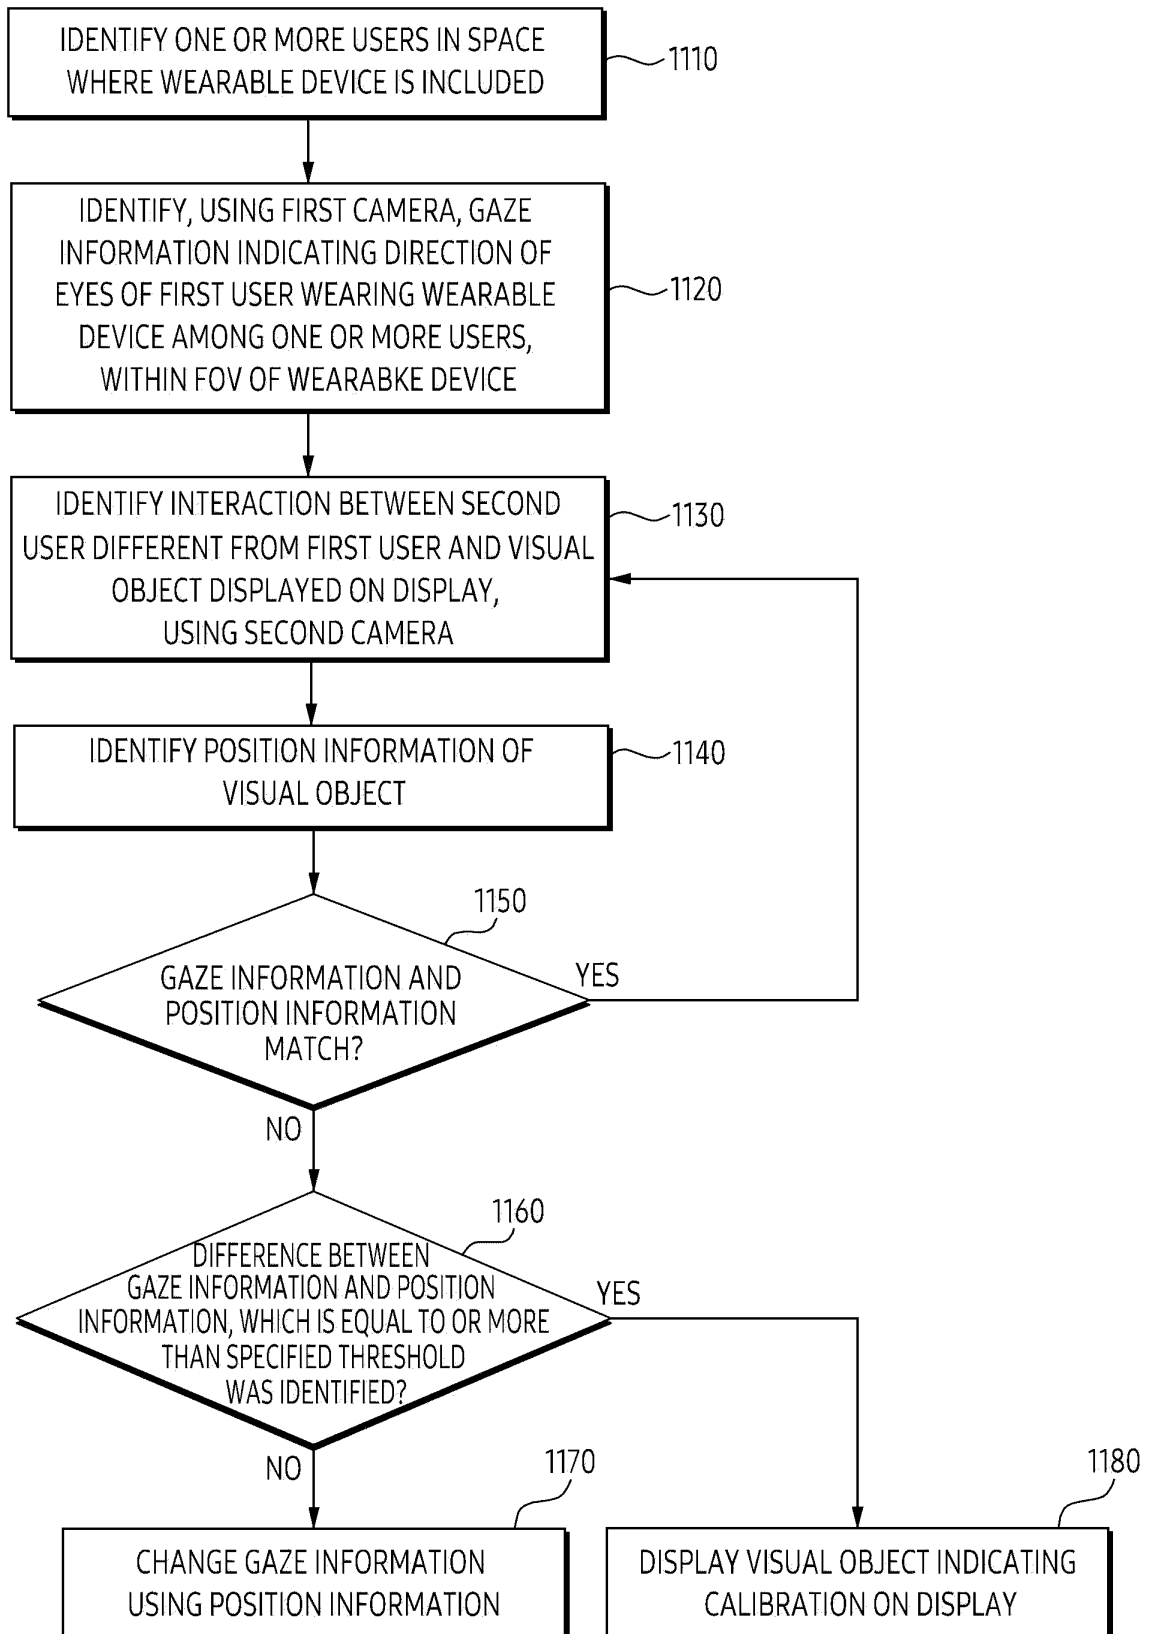 IDENTIFY ONE OR MORE USERS IN SPACE
WHERE WEARABLE DEVICE IS INCLUDED
1110
IDENTIFY, USING FIRST CAMERA, GAZE
INFORMATION INDICATING DIRECTION OF
EYES OF FIRST USER WEARING WEARABLE
DEVICE AMONG ONE OR MORE USERS,
WITHIN FOV OF WEARABKE DEVICE
1120
IDENTIFY INTERACTION BETWEEN SECOND
USER DIFFERENT FROM FIRST USER AND VISUAL
OBJECT DISPLAYED ON DISPLAY,
USING SECOND CAMERA
1130
IDENTIFY POSITION INFORMATION OF
VISUAL OBJECT
1140
1150
GAZE INFORMATION AND
POSITION INFORMATION
MATCH?
YES
NO
1160
DIFFERENCE BETWEEN
GAZE INFORMATION AND POSITION
INFORMATION, WHICH IS EQUAL TO OR MORE
THAN SPECIFIED THRESHOLD
WAS IDENTIFIED?
YES
NO
1170
CHANGE GAZE INFORMATION
USING POSITION INFORMATION
1180
DISPLAY VISUAL OBJECT INDICATING
CALIBRATION ON DISPLAY